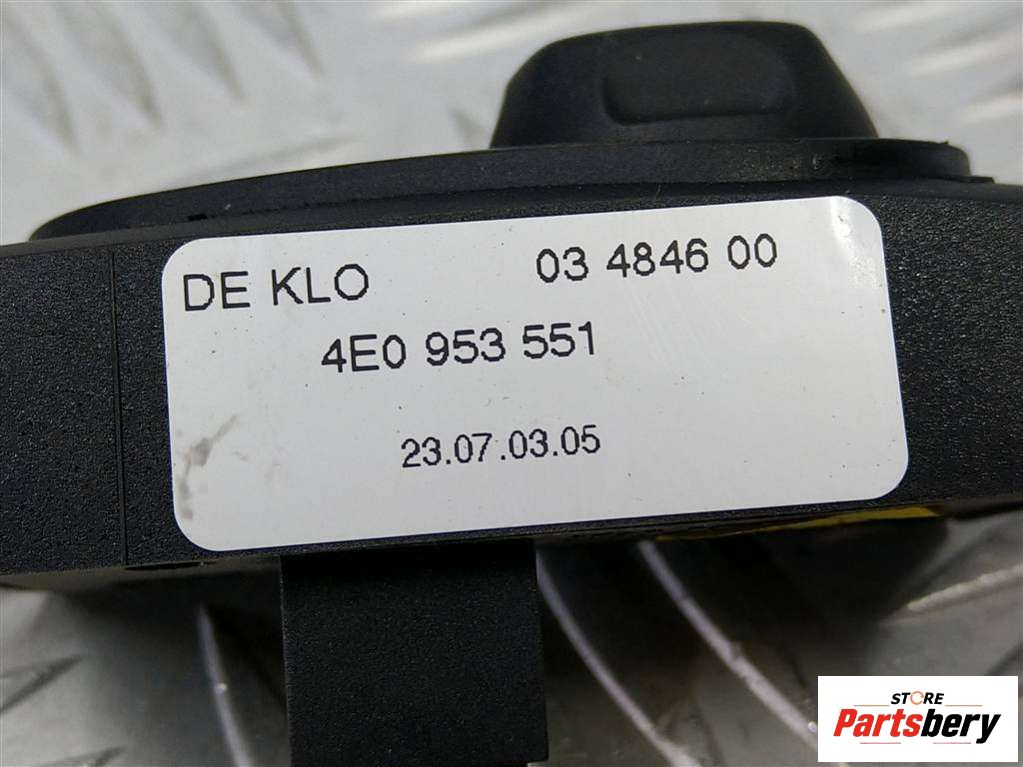 DE KLO 03 4846 00
4E0 953 551
23.07.03.05
STORE
Partsbery